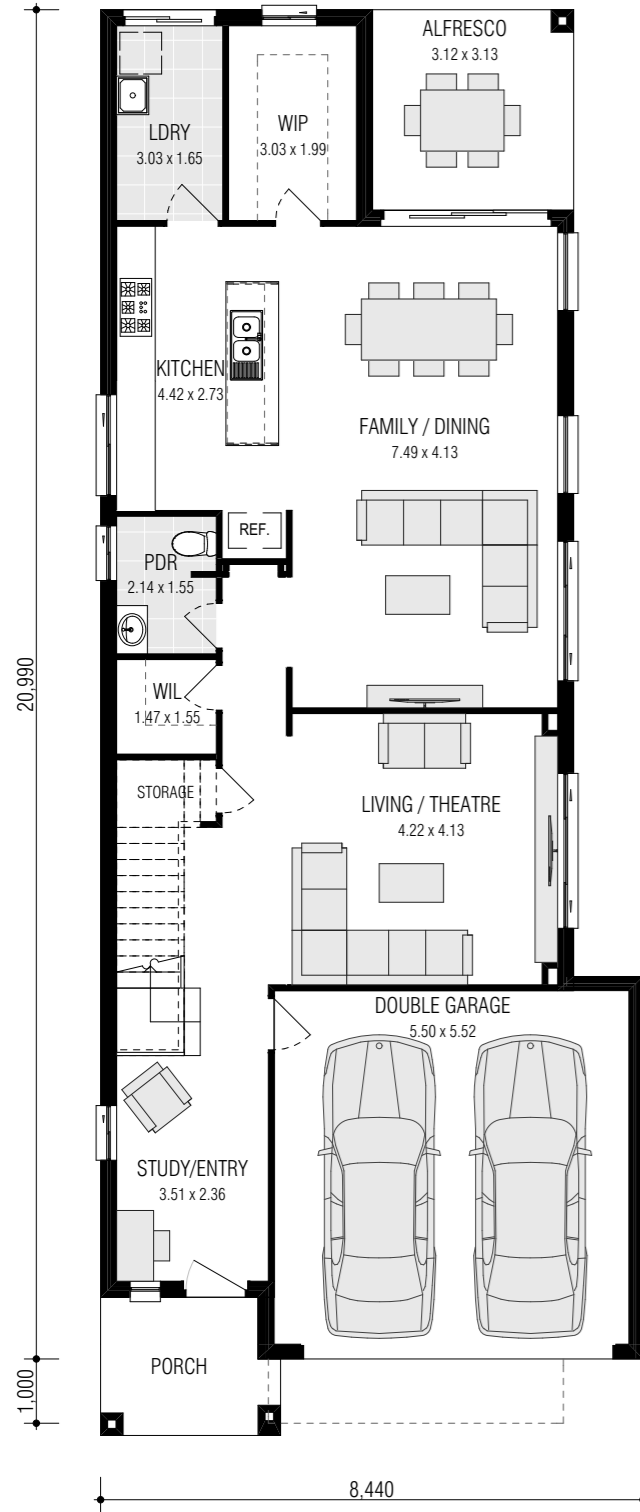 ALFRESCO
3.12 x 3.13
LDRY
3.03 x 1.65
WIP
3.03 x 1.99
KITCHEN
4.42 x 2.73
FAMILY / DINING
7.49 x 4.13
REF.
PDR
2.14 x 1.55
WIL
1.47 x 1.55
STORAGE
LIVING / THEATRE
4.22 x 4.13
DOUBLE GARAGE
5.50 x 5.52
STUDY/ENTRY
3.51 x 2.36
PORCH
20,990
1,000
8,440